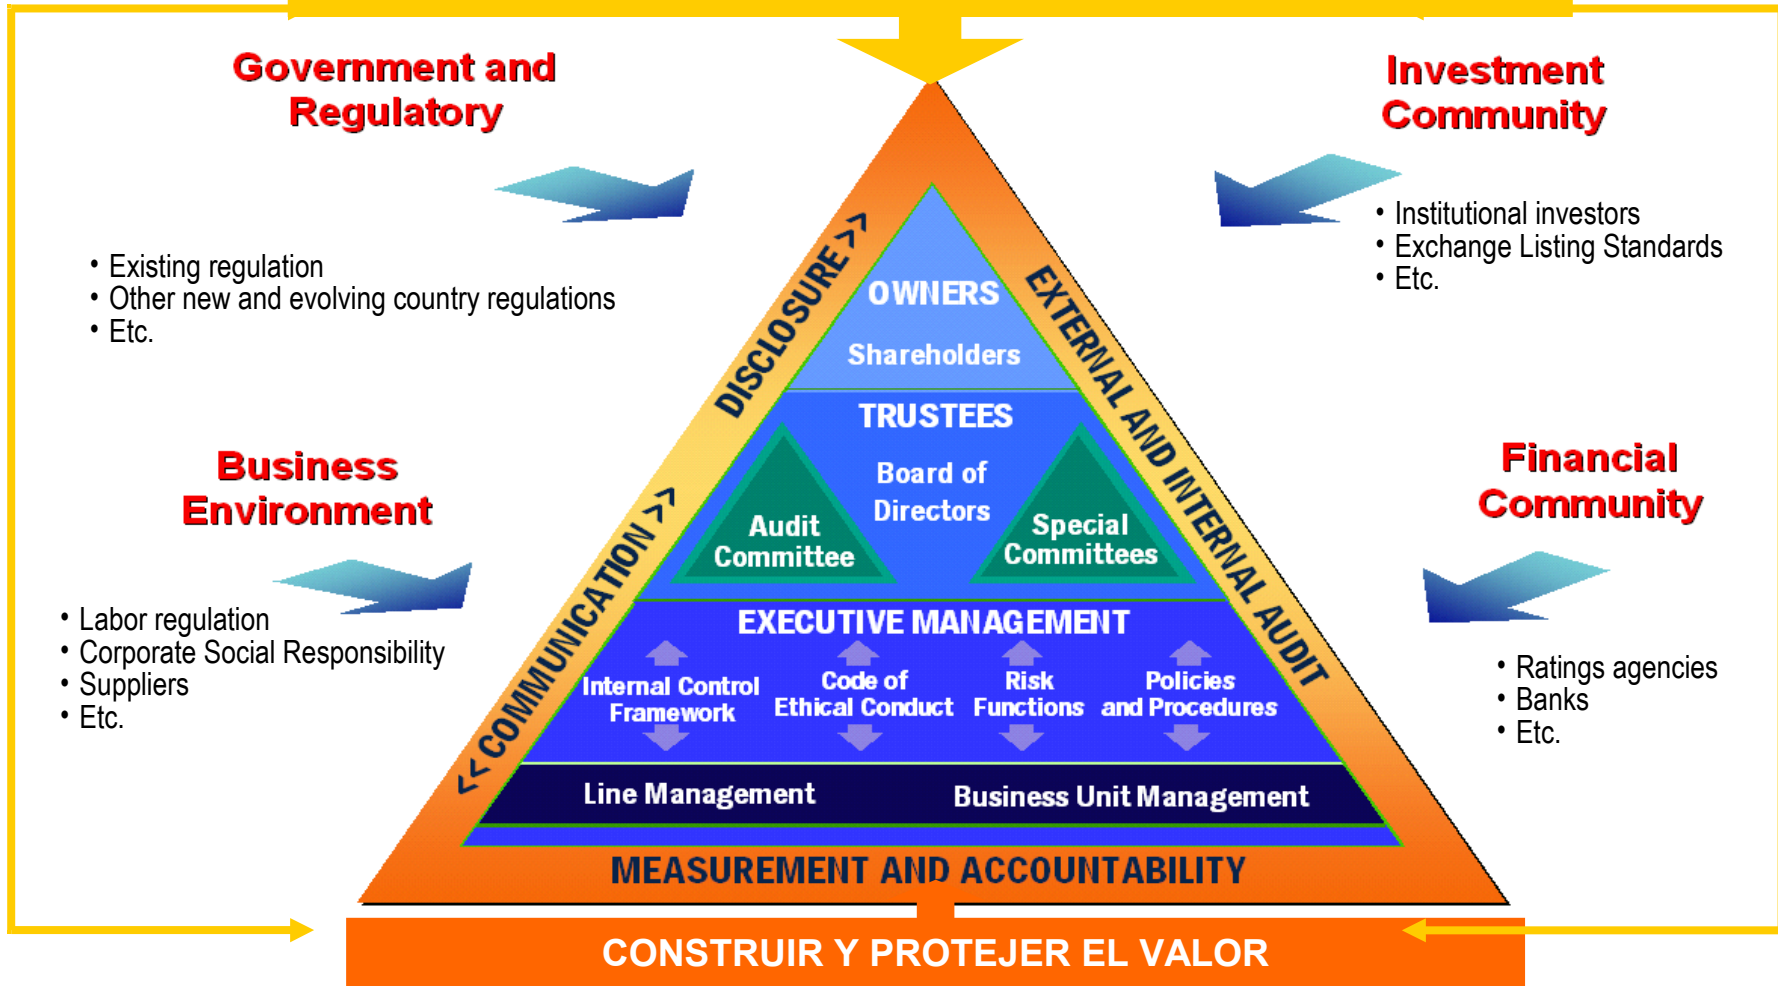 Government and
Regulatory
• Existing regulation
• Other new and evolving country regulations
• Etc.
Investment
Community
• Institutional investors
• Exchange Listing Standards
• Etc.
Business
Environment
• Labor regulation
• Corporate Social Responsibility
• Suppliers
• Etc.
Financial
Community
• Ratings agencies
• Banks
• Etc.
<< COMMUNICATION >>
DISCLOSURE >>
EXTERNAL AND INTERNAL AUDIT
OWNERS
Shareholders
TRUSTEES
Board of
Directors
Audit
Committee
Special
Committees
EXECUTIVE MANAGEMENT
Internal Control
Framework
Code of
Ethical Conduct
Risk
Functions
Policies
and Procedures
Line Management
Business Unit Management
MEASUREMENT AND ACCOUNTABILITY
CONSTRUIR Y PROTEJER EL VALOR